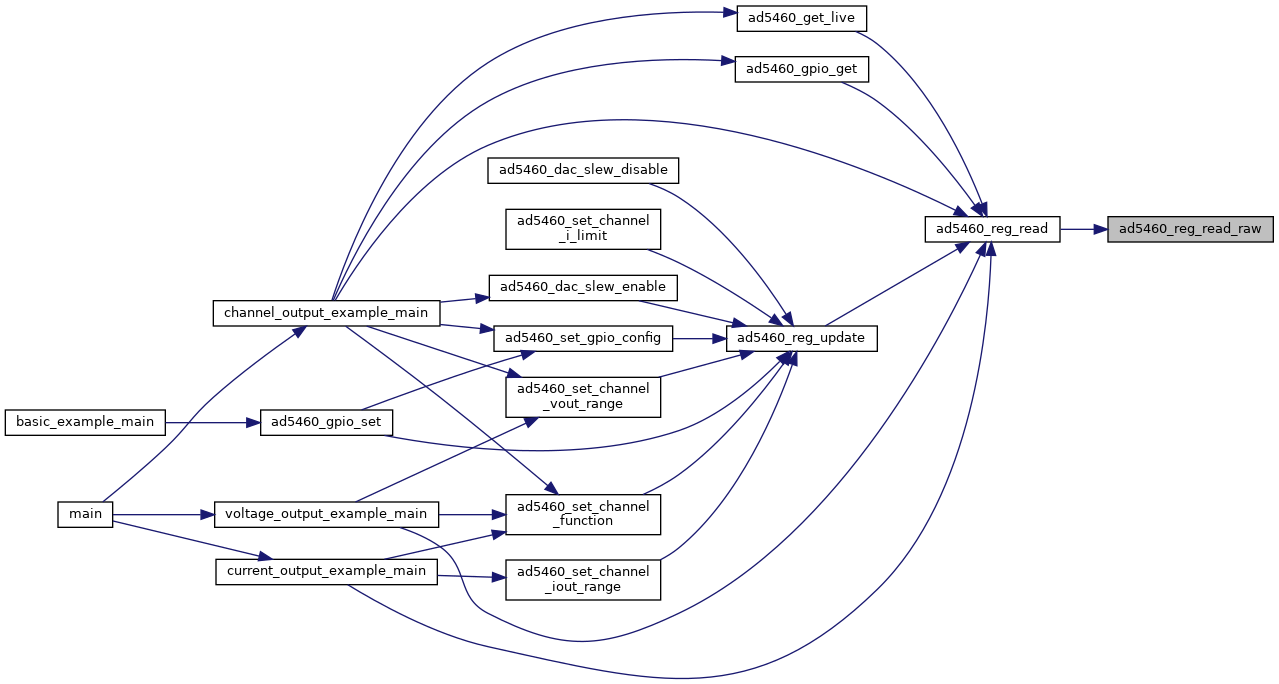 ad5460_get_live
ad5460_gpio_get
ad5460_dac_slew_disable
ad5460_set_channel
_i_limit
ad5460_reg_read
ad5460_reg_read_raw
ad5460_dac_slew_enable
channel_output_example_main
ad5460_set_gpio_config
ad5460_reg_update
ad5460_set_channel
_vout_range
basic_example_main
ad5460_gpio_set
main
voltage_output_example_main
ad5460_set_channel
_function
current_output_example_main
ad5460_set_channel
_iout_range